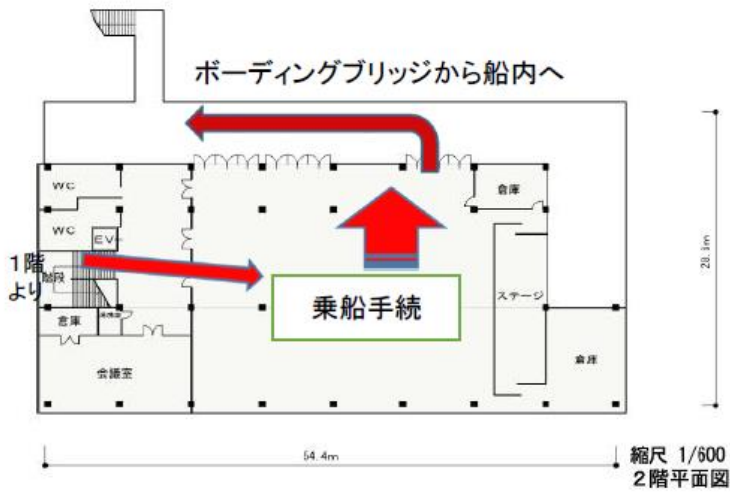 ボーディングブリッジから船内へ
WC
倉庫
WC
EV
1階
より
階段
乗船手続
ステージ
倉庫
会議室
倉庫
54.4m
縮尺 1/600
2階平面図